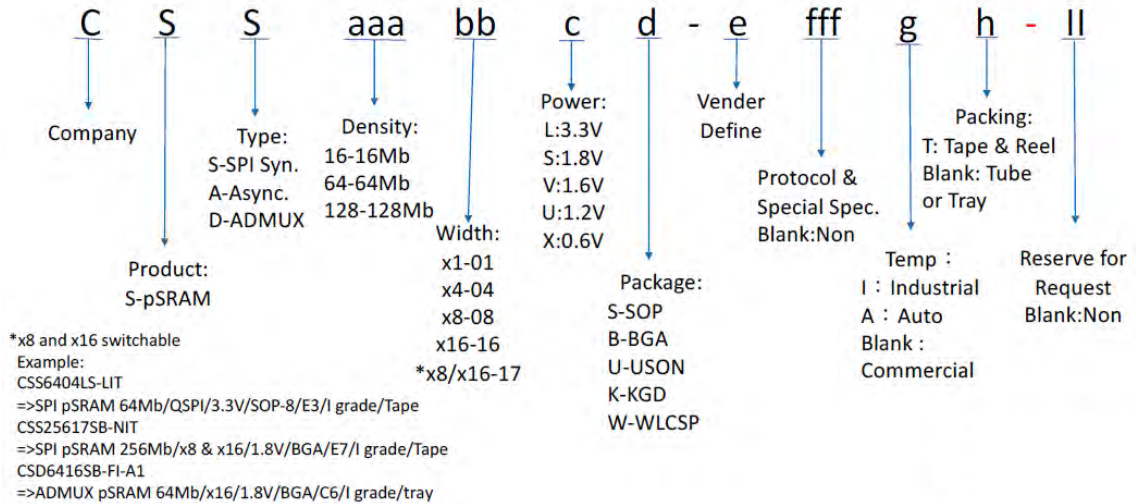 C S S aaa bb c d - e fff g h - II
Company
Product:
S-pSRAM
Type:
S-SPI Syn.
A-Async.
D-ADMUX
Density:
16-16Mb
64-64Mb
128-128Mb
Width:
x1-01
x4-04
x8-08
x16-16
*x8/x16-17
Power:
L:3.3V
S:1.8V
V:1.6V
U:1.2V
X:0.6V
Package:
S-SOP
B-BGA
U-USON
K-KGD
W-WLCSP
Vender
Define
Protocol &
Special Spec.
Blank:Non
Temp：
I：Industrial
A：Auto
Blank :
Commercial
Packing:
T: Tape & Reel
Blank: Tube
or Tray
Reserve for
Request
Blank:Non
*x8 and x16 switchable
Example:
CSS6404LS-LIT
=>SPI pSRAM 64Mb/QSPI/3.3V/SOP-8/E3/I grade/Tape
CSS25617SB-NIT
=>SPI pSRAM 256Mb/x8 & x16/1.8V/BGA/E7/I grade/Tape
CSD6416SB-FI-A1
=>ADMUX pSRAM 64Mb/x16/1.8V/BGA/C6/I grade/tray